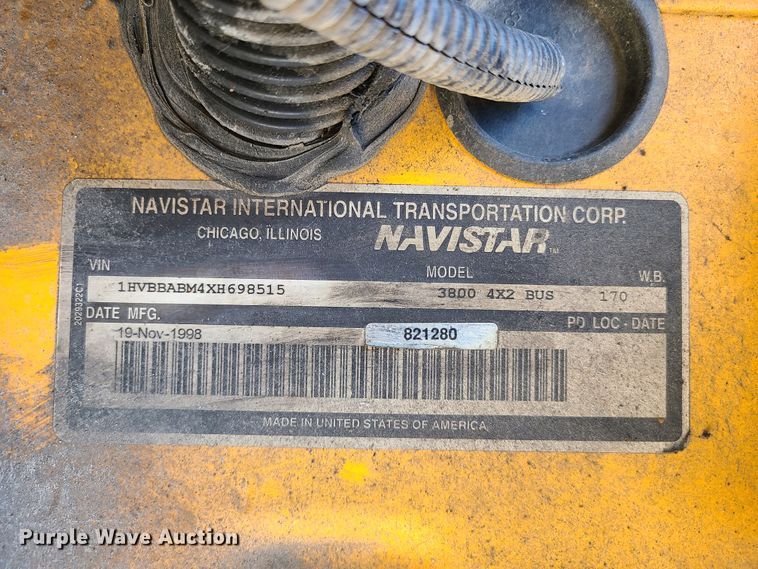 NAVISTAR INTERNATIONAL TRANSPORTATION CORP.
CHICAGO, ILLINOIS NAVISTAR
VIN MODEL W.B.
1HVBBABM4XH698515 3800 4X2 BUS 170
DATE MFG. PD LOC - DATE
19-Nov-1998 821280
MADE IN UNITED STATES OF AMERICA
2029322C1
Purple Wave Auction